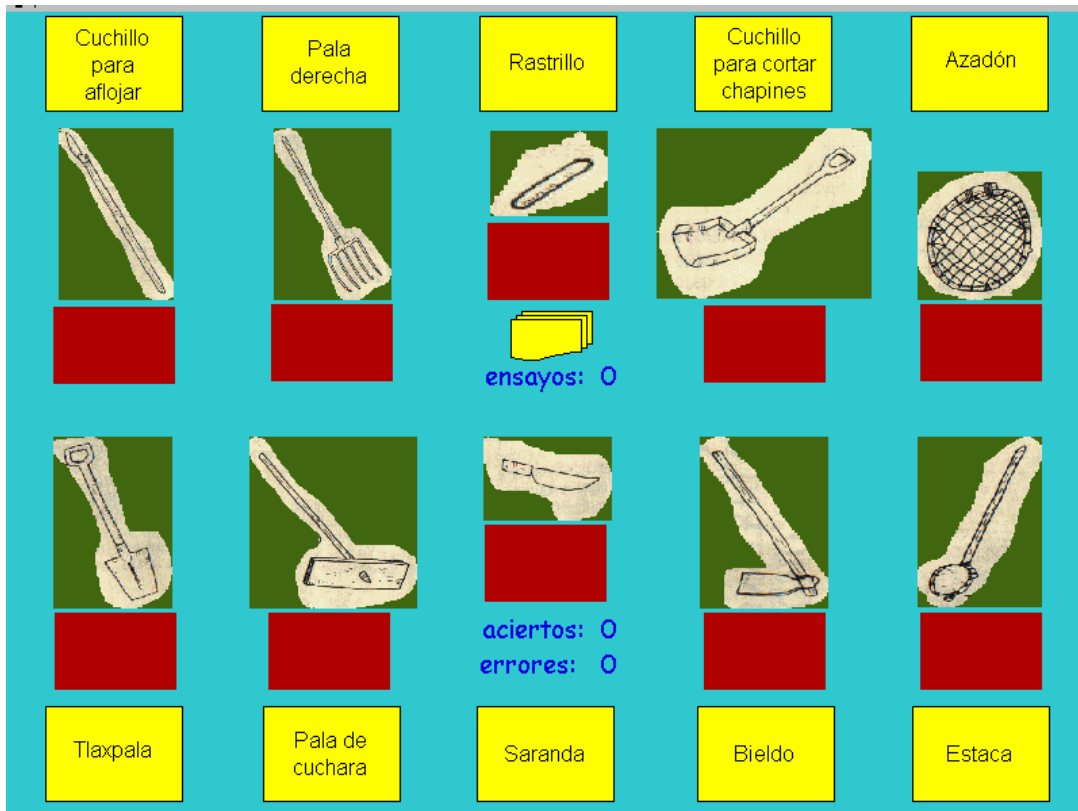 Cuchillo
para
aflojar
Pala
derecha
Rastrillo
Cuchillo
para cortar
chapines
Azadón
ensayos: 0
aciertos: 0
errores: 0
Tlaxpala
Pala de
cuchara
Saranda
Bieldo
Estaca